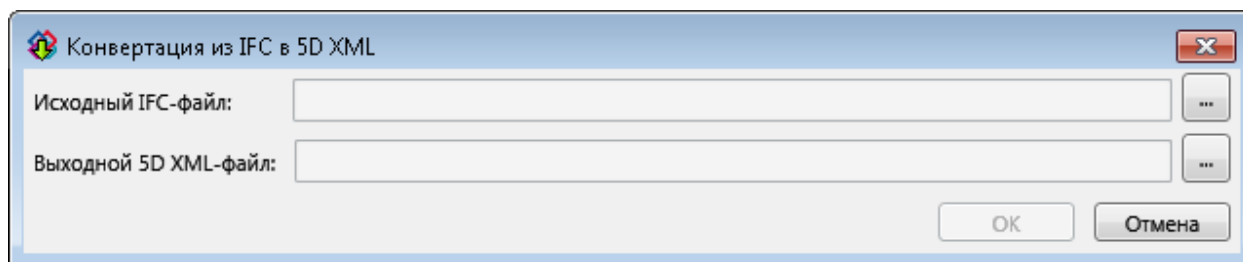 Конвертация из IFC в 5D XML
Исходный IFC-файл:
...
Выходной 5D XML-файл:
...
OK
Отмена